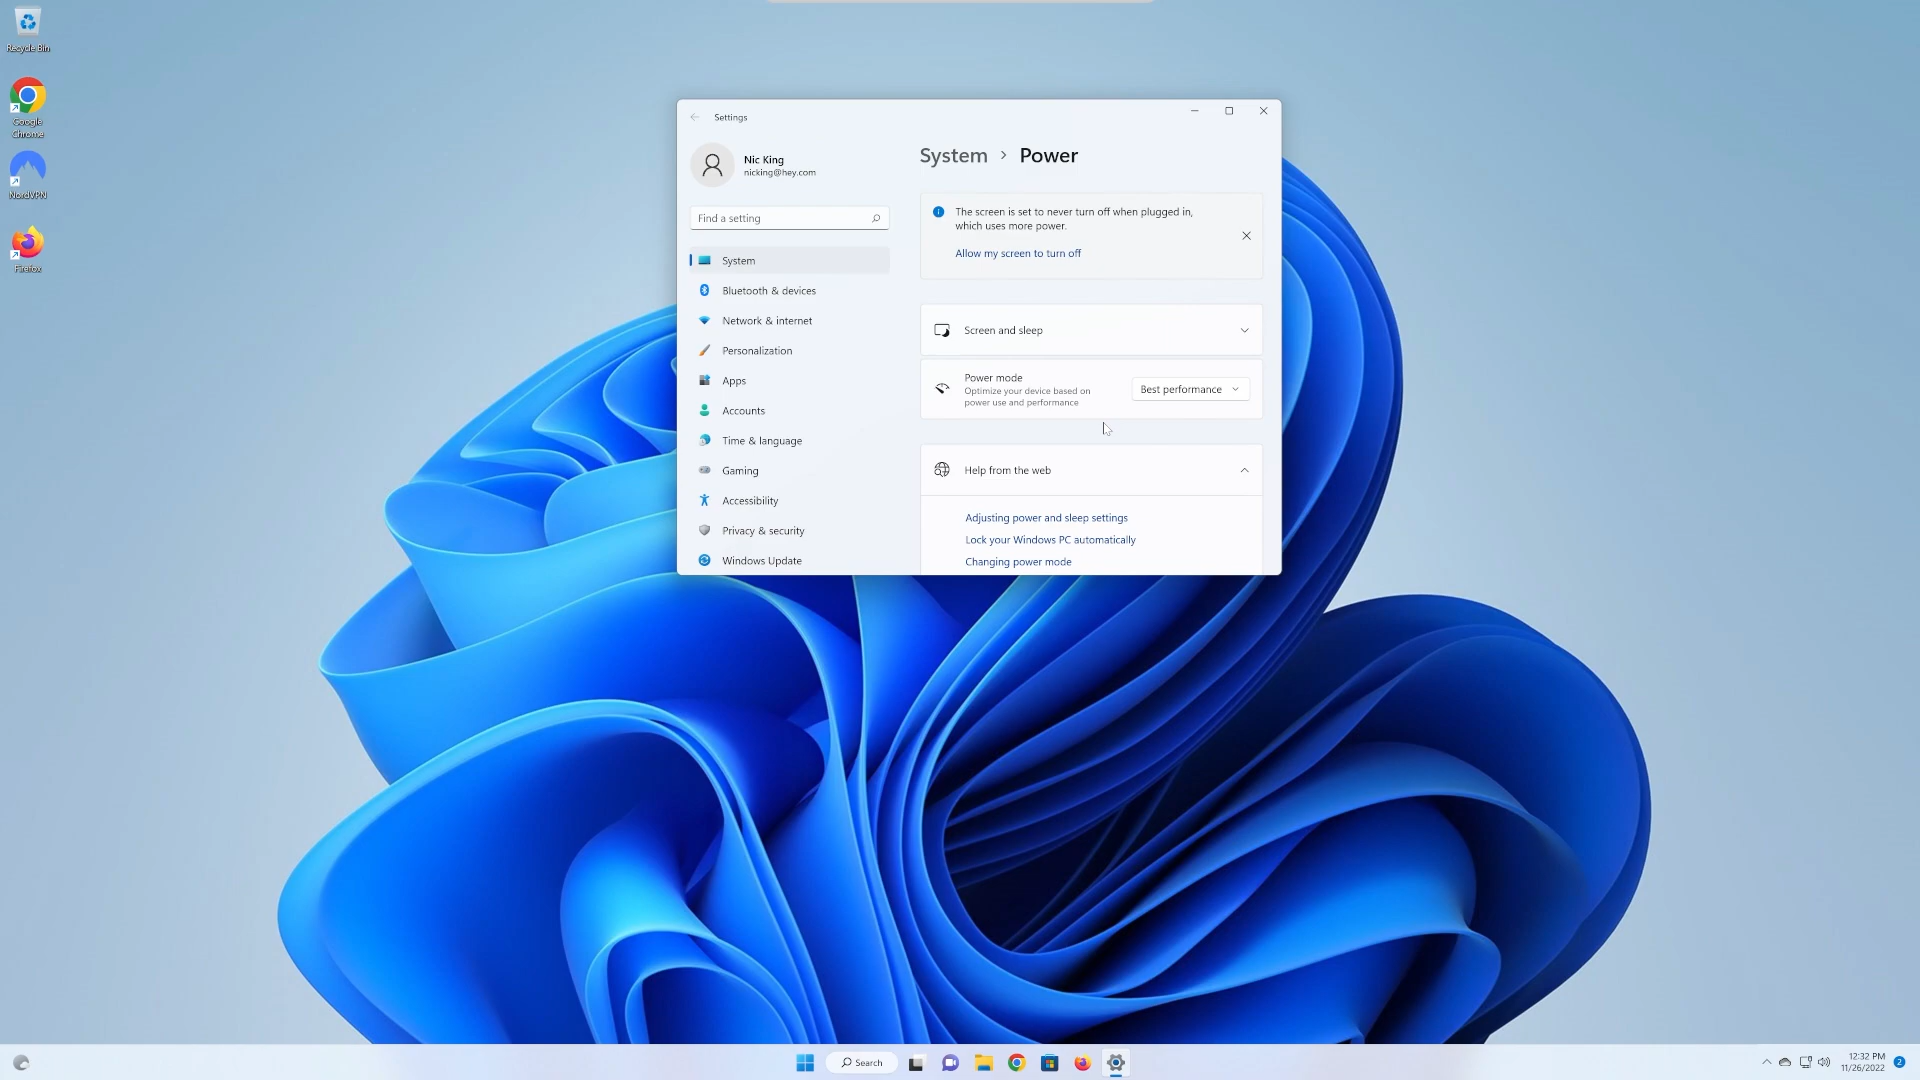 Recycle Bin
Google
Chrome
NordVPN
Firefox
Settings
Nic King
nicking@hey.com
Find a setting
System
Bluetooth & devices
Network & internet
Personalization
Apps
Accounts
Time & language
Gaming
Accessibility
Privacy & security
Windows Update
System > Power
The screen is set to never turn off when plugged in,
which uses more power.
Allow my screen to turn off
Screen and sleep
Power mode
Optimize your device based on
power use and performance
Best performance
Help from the web
Adjusting power and sleep settings
Lock your Windows PC automatically
Changing power mode
Search
12:32 PM
11/26/2022
2